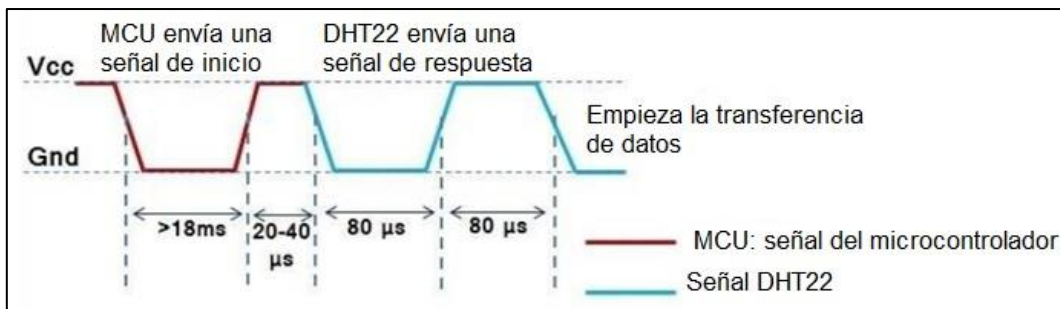 MCU envía una
señal de inicio
DHT22 envía una
señal de respuesta
Vcc
Gnd
Empieza la transferencia
de datos
>18ms
20-40
µs
80 µs
80 µs
MCU: señal del microcontrolador
Señal DHT22